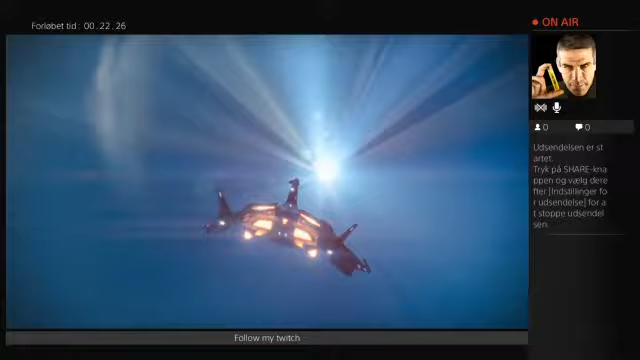 Forløbet tid : 00.22.26
ON AIR
0 0
Udsendelsen er st
artet.
Tryk på SHARE-kna
ppen og vælg dere
fter [Indstillinger fo
r udsendelse] for a
t stoppe udsendel
sen.
Follow my twitch